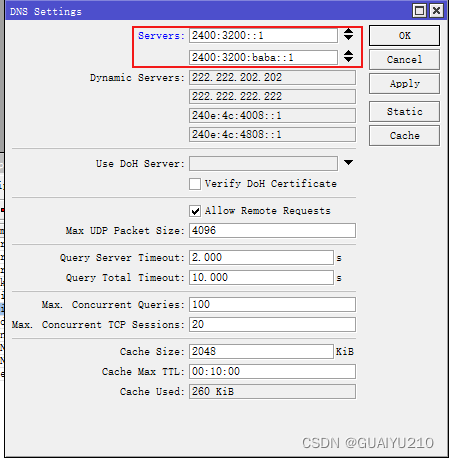 DNS Settings
Servers: 2400:3200::1
2400:3200:baba::1
Dynamic Servers: 222.222.202.202
222.222.222.222
240e:4c:4008::1
240e:4c:4808::1
Use DoH Server:
Verify DoH Certificate
Allow Remote Requests
Max UDP Packet Size: 4096
Query Server Timeout: 2.000 s
Query Total Timeout: 10.000 s
Max. Concurrent Queries: 100
Max. Concurrent TCP Sessions: 20
Cache Size: 2048 KiB
Cache Max TTL: 00:10:00
Cache Used: 260 KiB
OK
Cancel
Apply
Static
Cache
CSDN @GUAIYU210